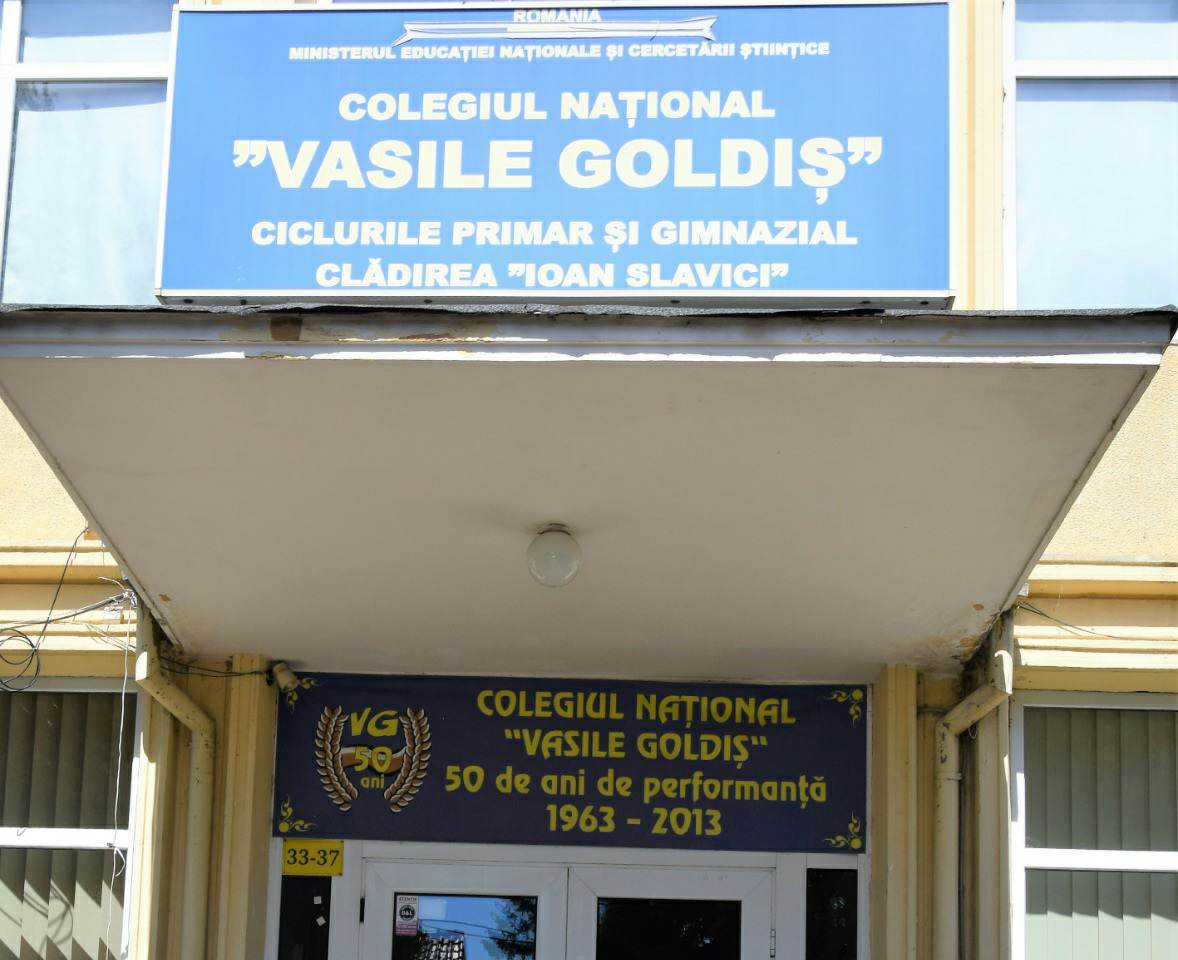 ROMANIA
MINISTERUL EDUCAȚIEI NAȚIONALE ȘI CERCETĂRII ȘTIINȚICE
COLEGIUL NAȚIONAL
”VASILE GOLDIȘ”
CICLURILE PRIMAR ȘI GIMNAZIAL
CLĂDIREA ”IOAN SLAVICI”
VG
50
ani
COLEGIUL NAȚIONAL
"VASILE GOLDIȘ"
50 de ani de performanță
1963 - 2013
33-37
D&L